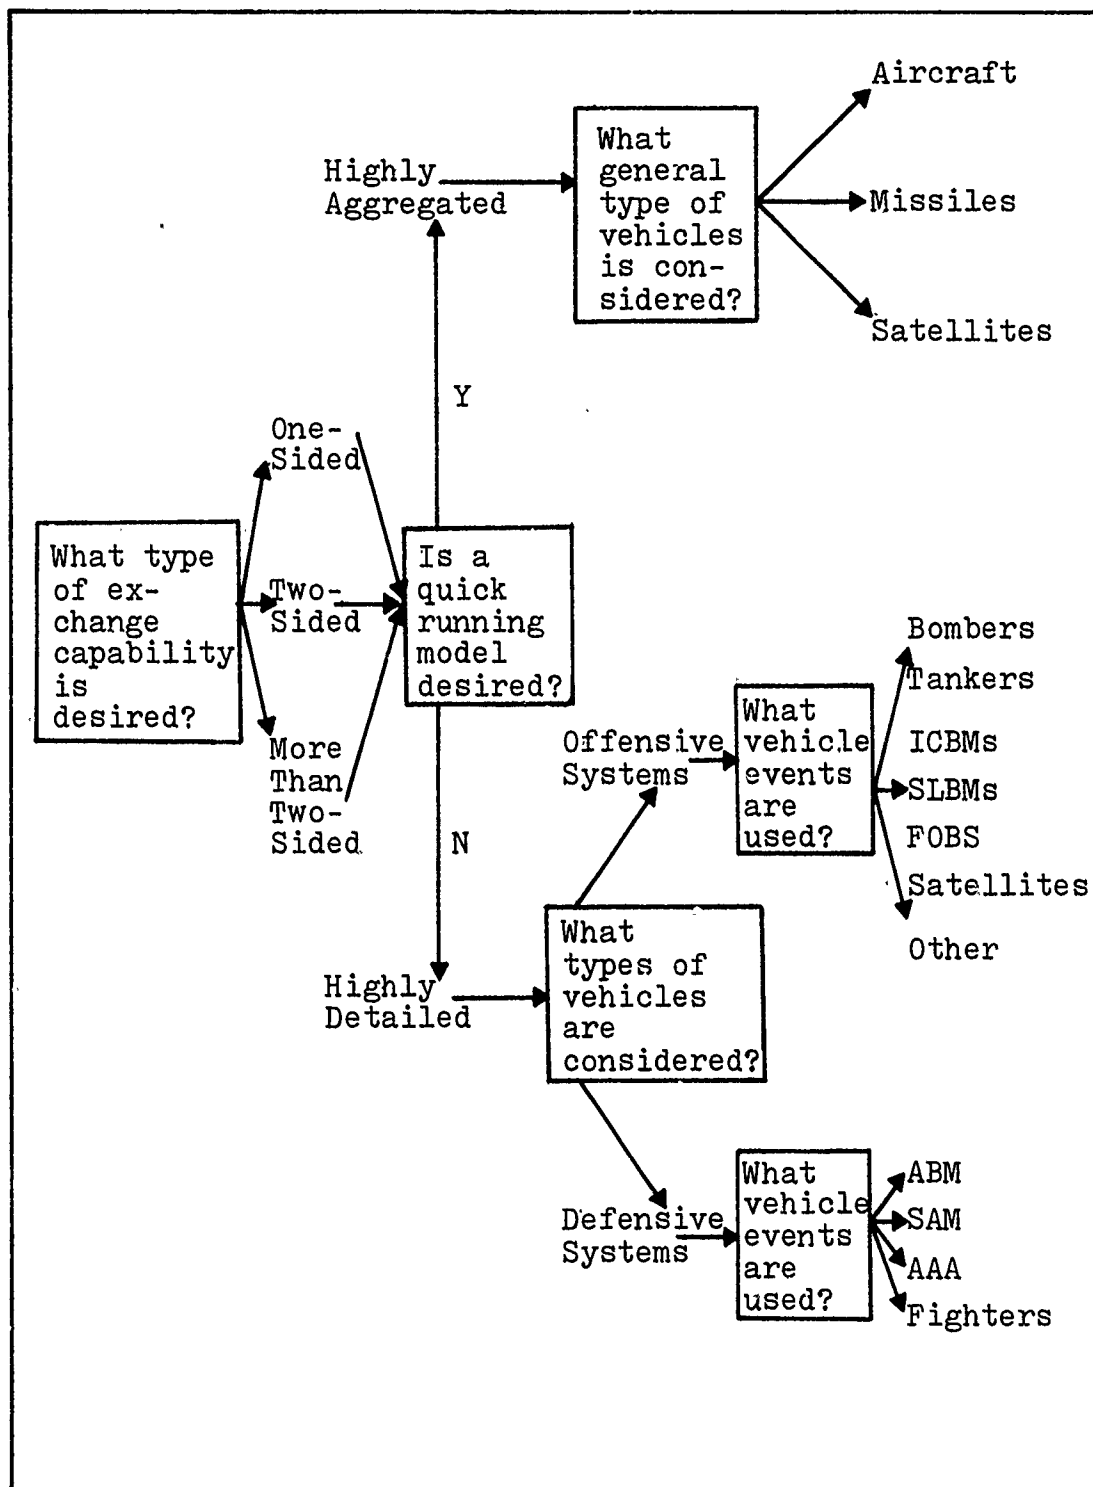 Aircraft
What
general
type of
vehicles
is con-
sidered?
Highly
Aggregated
Missiles
Satellites
Y
One-
Sided
What type
of ex-
change
capability
is
desired?
Two-
Sided
More
Than
Two-
Sided
Is a
quick
running
model
desired?
N
Highly
Detailed
What
types of
vehicles
are
considered?
Offensive
Systems
What
vehicle
events
are
used?
Bombers
Tankers
ICBMs
SLBMs
FOBS
Satellites
Other
Defensive
Systems
What
vehicle
events
are
used?
ABM
SAM
AAA
Fighters